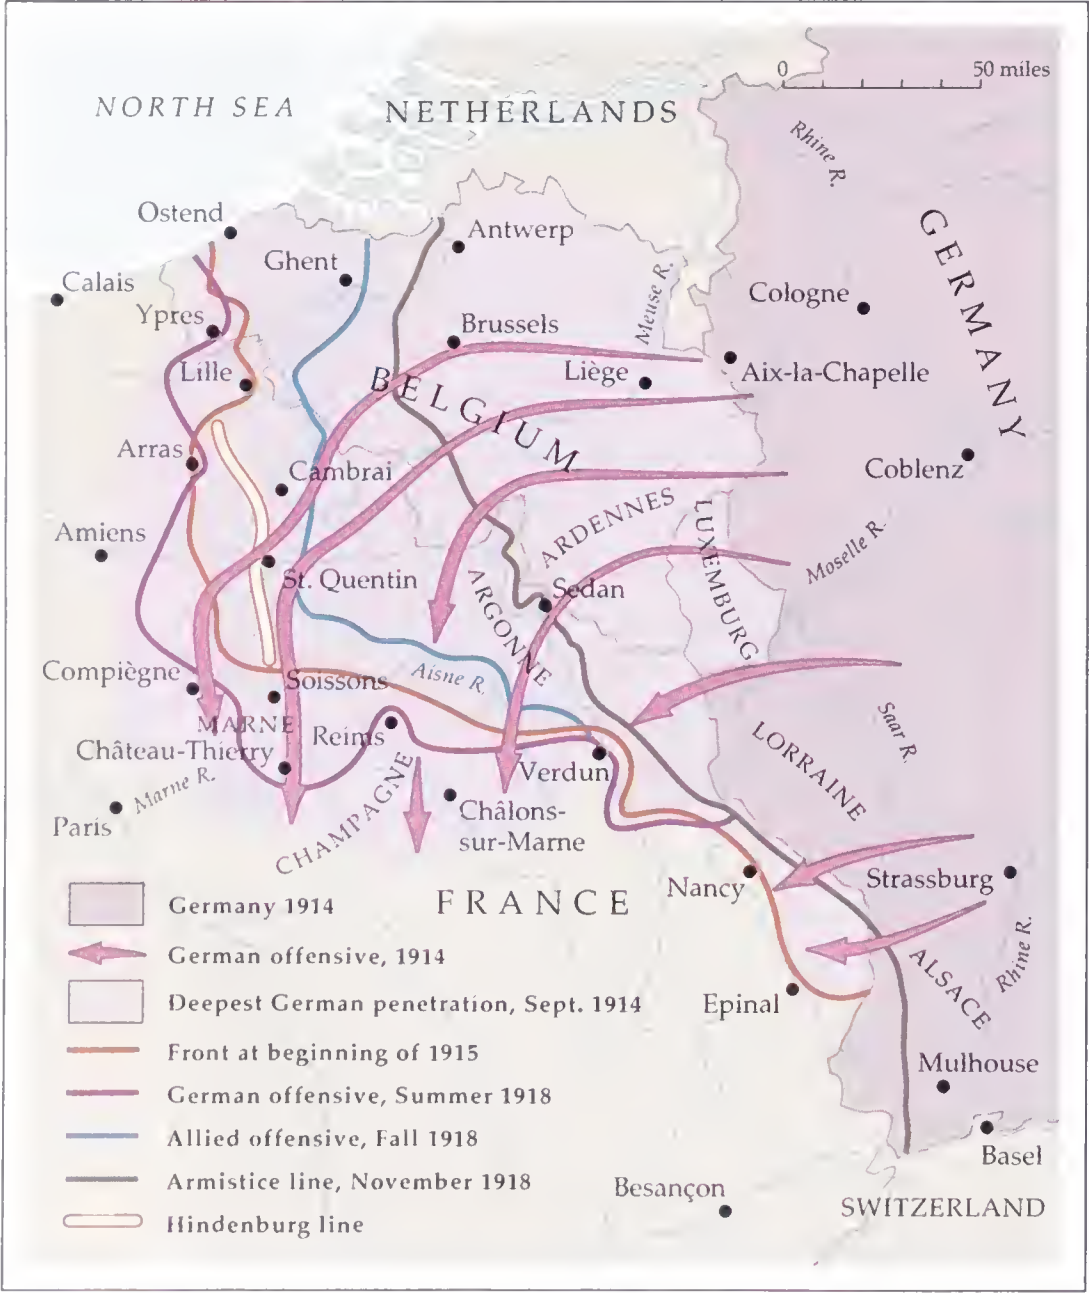 0 50 miles
NORTH SEA
NETHERLANDS
Rhine R.
GERMANY
Ostend
Antwerp
Ghent
Calais
Meuse R.
Cologne
Ypres
Brussels
Lille
BELGIUM
Liège
Aix-la-Chapelle
Arras
Cambrai
Coblenz
Amiens
ARDENNES
LUXEMBURG
Moselle R.
St. Quentin
ARGONNE
Sedan
Compiègne
Soissons
Aisne R.
MARNE
Reims
Château-Thierry
Verdun
LORRAINE
Saar R.
Marne R.
Paris
CHAMPAGNE
Châlons-
sur-Marne
FRANCE
Nancy
Strassburg
Rhine R.
ALSACE
Epinal
Mulhouse
Basel
Besançon
SWITZERLAND
Germany 1914
German offensive, 1914
Deepest German penetration, Sept. 1914
Front at beginning of 1915
German offensive, Summer 1918
Allied offensive, Fall 1918
Armistice line, November 1918
Hindenburg line